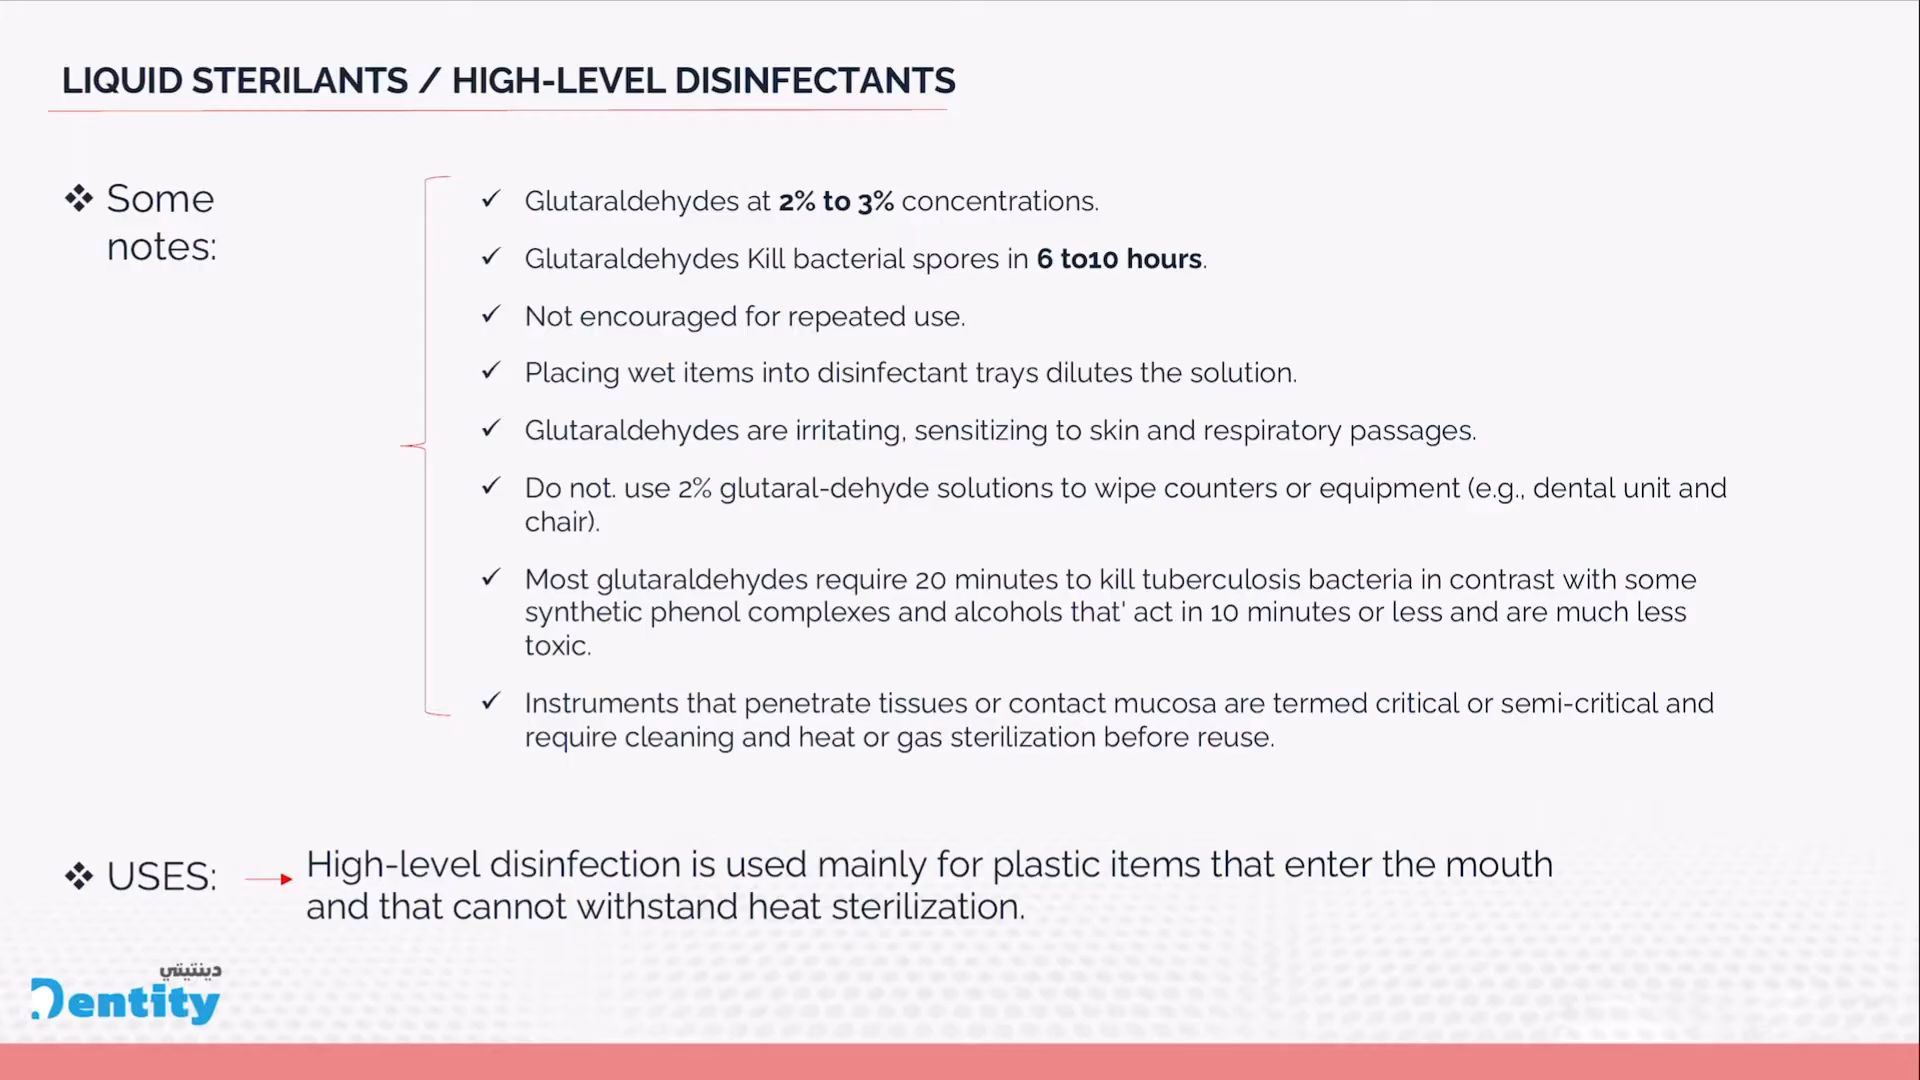 LIQUID STERILANTS / HIGH-LEVEL DISINFECTANTS
Some
notes:
Glutaraldehydes at 2% to 3% concentrations.
Glutaraldehydes Kill bacterial spores in 6 to10 hours.
Not encouraged for repeated use.
Placing wet items into disinfectant trays dilutes the solution.
Glutaraldehydes are irritating, sensitizing to skin and respiratory passages.
Do not. use 2% glutaral-dehyde solutions to wipe counters or equipment (e.g., dental unit and
chair).
Most glutaraldehydes require 20 minutes to kill tuberculosis bacteria in contrast with some
synthetic phenol complexes and alcohols that' act in 10 minutes or less and are much less
toxic.
Instruments that penetrate tissues or contact mucosa are termed critical or semi-critical and
require cleaning and heat or gas sterilization before reuse.
USES:
High-level disinfection is used mainly for plastic items that enter the mouth
and that cannot withstand heat sterilization.
دينتيتي
Dentity